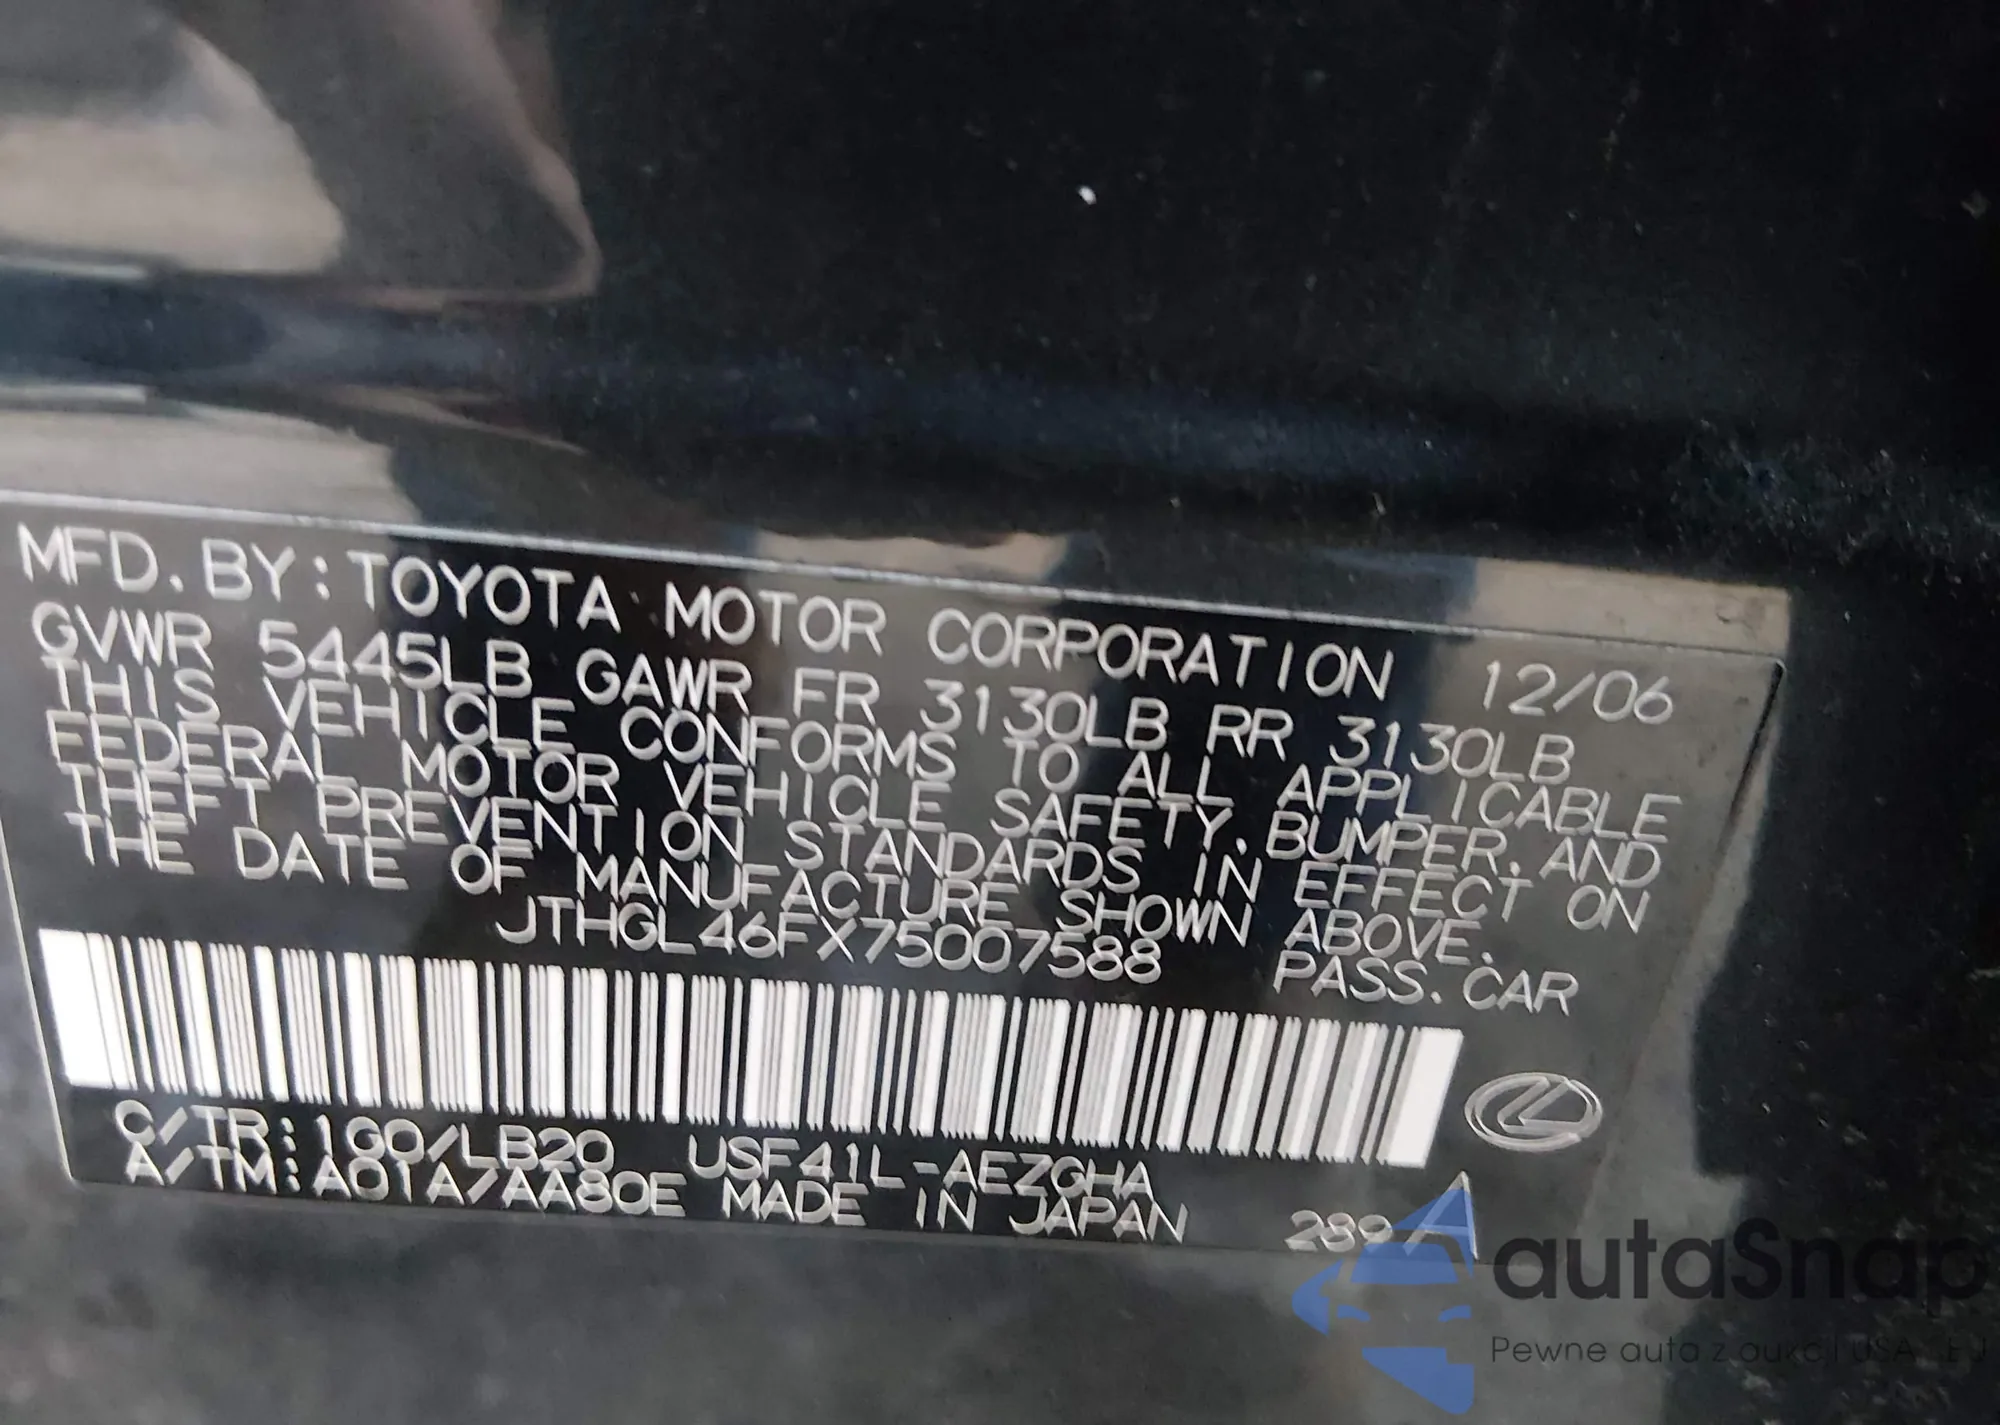 MFD. BY: TOYOTA MOTOR CORPORATION 12/06
GVWR 5445LB GAWR FR 3130LB RR 3130LB
THIS VEHICLE CONFORMS TO ALL APPLICABLE
FEDERAL MOTOR VEHICLE SAFETY, BUMPER, AND
THEFT PREVENTION STANDARDS IN EFFECT ON
THE DATE OF MANUFACTURE SHOWN ABOVE.
JTHGL46FX75007588 PASS. CAR
C/TR: 1G0/LB20 USF41L-AEZGHA
A/TM: A01A/AA80E MADE IN JAPAN 289
autaSnap
Pewne auta z aukcji USA i EU